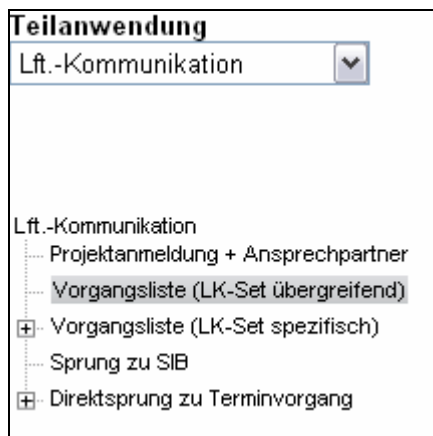 Teilanwendung
Lft.-Kommunikation
Lft.-Kommunikation
Projektanmeldung + Ansprechpartner
Vorgangsliste (LK-Set übergreifend)
Vorgangsliste (LK-Set spezifisch)
Sprung zu SIB
Direktsprung zu Terminvorgang